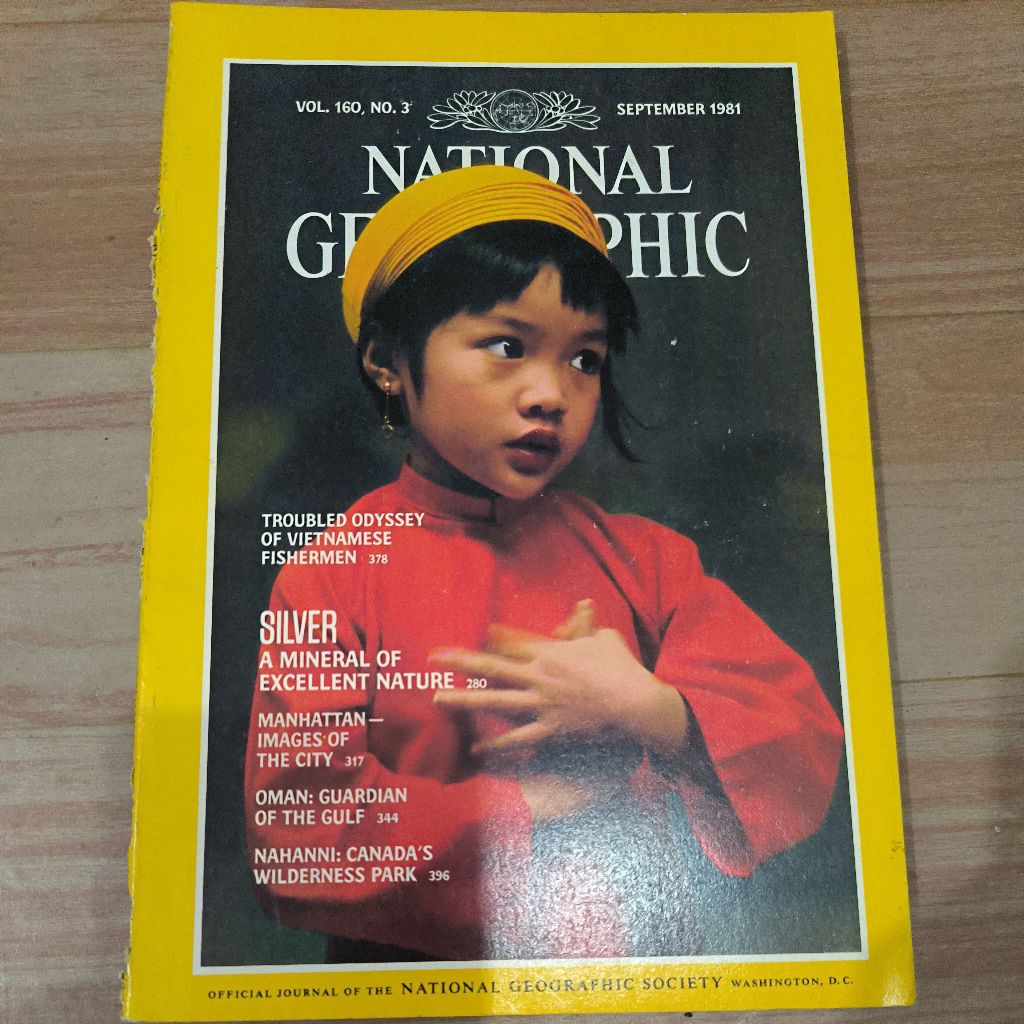 VOL. 160, NO. 3
SEPTEMBER 1981
NATIONAL
GEOGRAPHIC
TROUBLED ODYSSEY
OF VIETNAMESE
FISHERMEN 378
SILVER
A MINERAL OF
EXCELLENT NATURE 280
MANHATTAN—
IMAGES OF
THE CITY 317
OMAN: GUARDIAN
OF THE GULF 344
NAHANNI: CANADA'S
WILDERNESS PARK 396
OFFICIAL JOURNAL OF THE NATIONAL GEOGRAPHIC SOCIETY WASHINGTON, D.C.